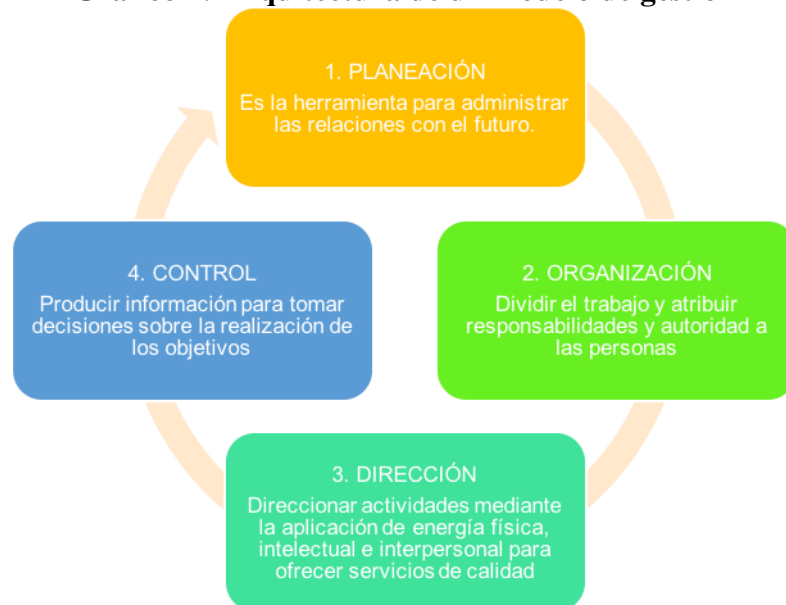 1. PLANEACIÓN
Es la herramienta para administrar
las relaciones con el futuro.
4. CONTROL
Producir información para tomar
decisiones sobre la realización de
los objetivos
2. ORGANIZACIÓN
Dividir el trabajo y atribuir
responsabilidades y autoridad a
las personas
3. DIRECCIÓN
Direccionar actividades mediante
la aplicación de energía física,
intelectual e interpersonal para
ofrecer servicios de calidad